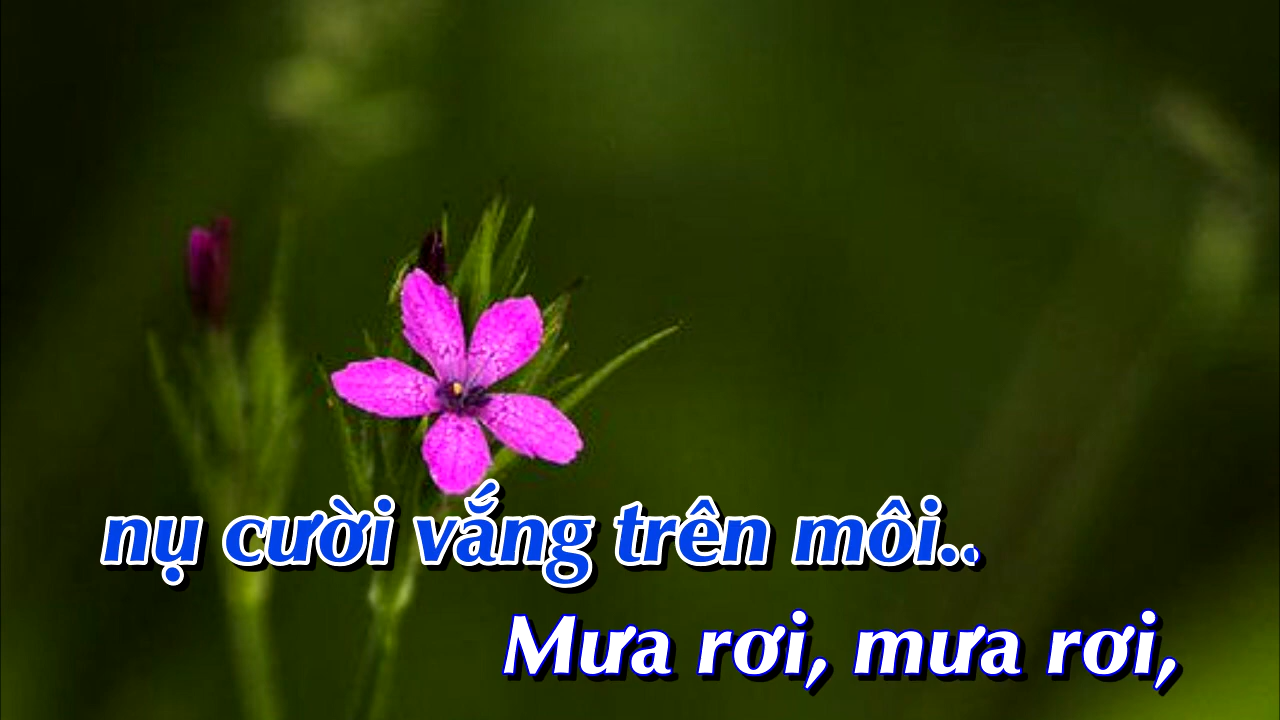 nụ cười vắng trên môi..
Mưa rơi, mưa rơi,